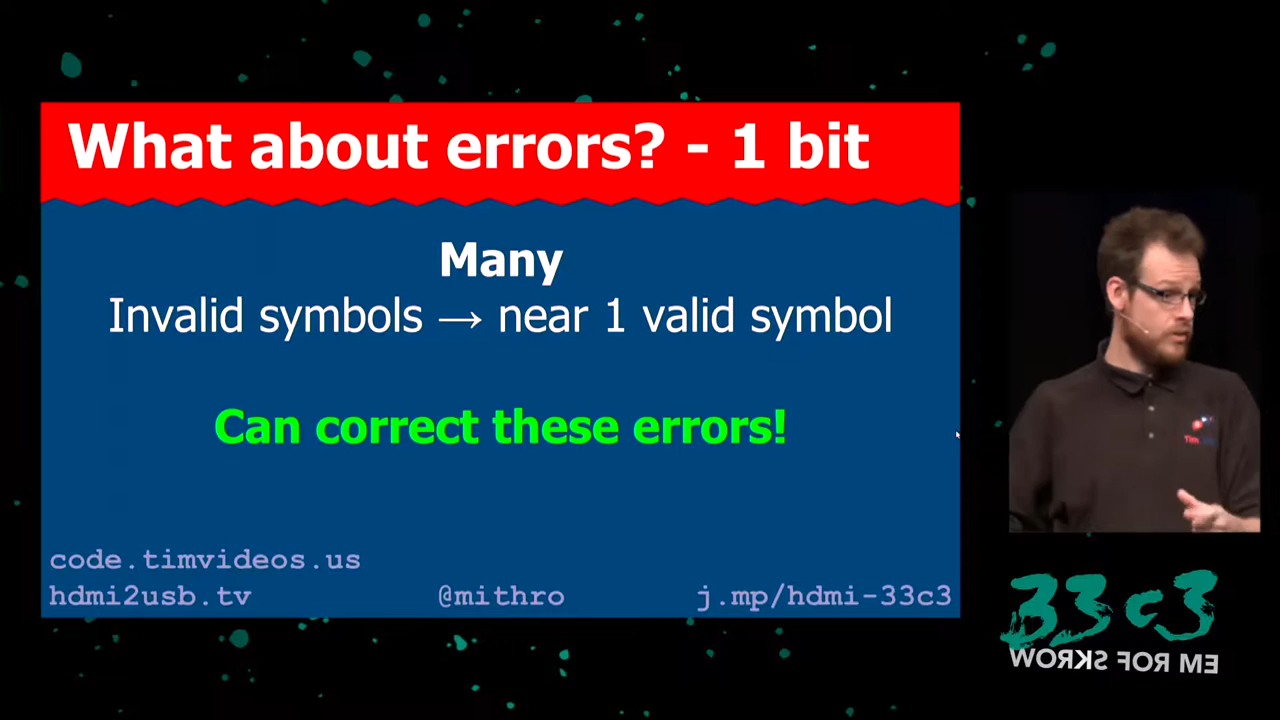 What about errors? - 1 bit
Many
Invalid symbols → near 1 valid symbol
Can correct these errors!
code.timvideos.us
hdmi2usb.tv
@mithro
j.mp/hdmi-33c3
Tim
33c3
WORKS FOR ME